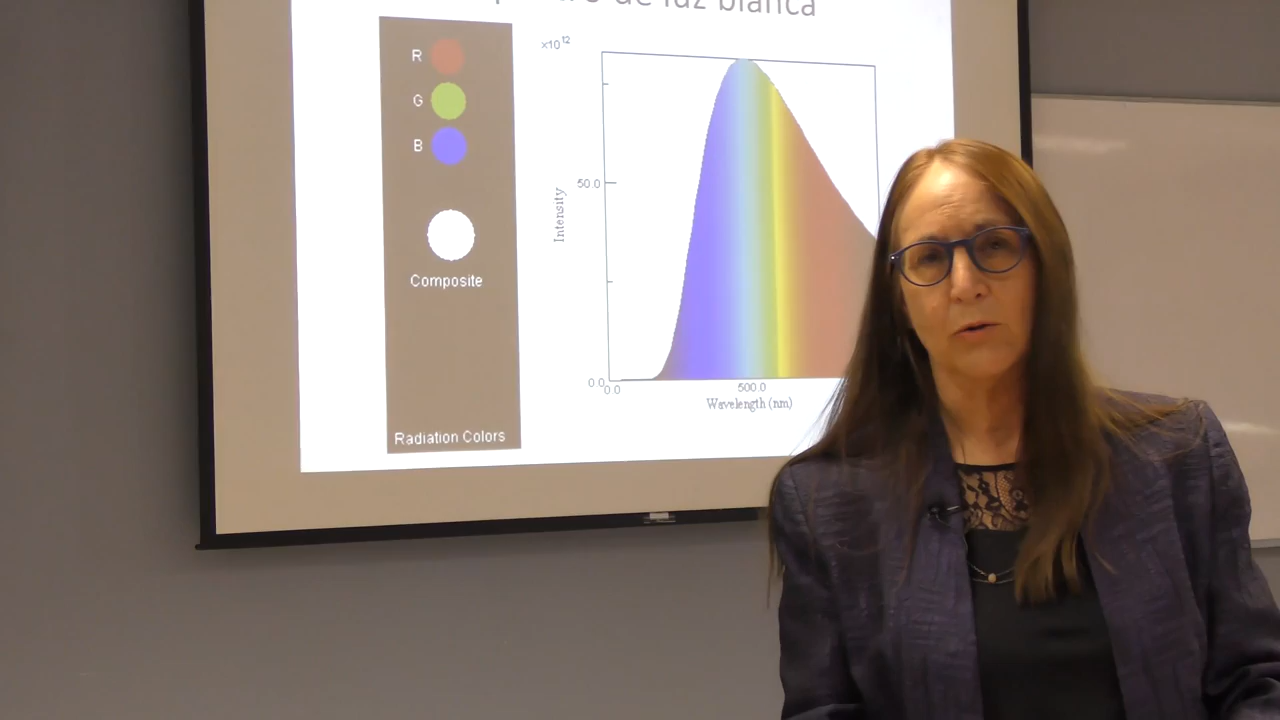 de luz blanca
R
G
B
Composite
Radiation Colors
×10¹²
50.0
0.0
0.0
500.0
Intensity
Wavelength (nm)